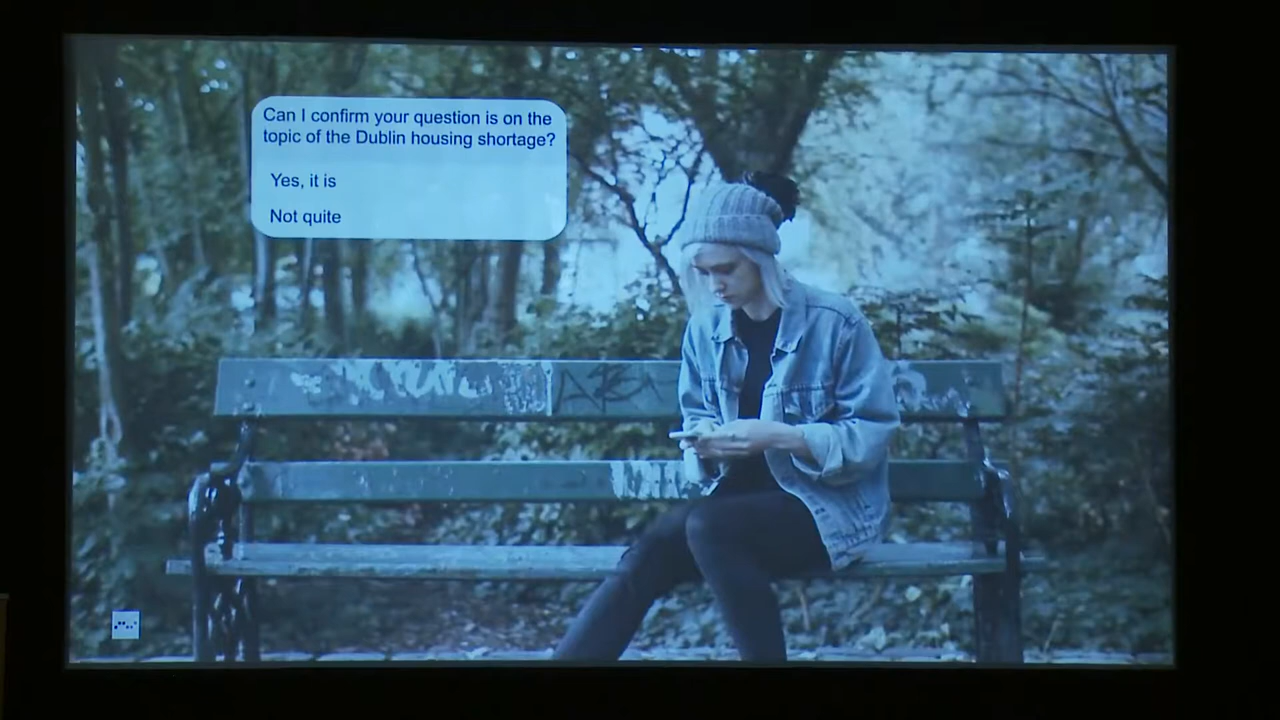 Can I confirm your question is on the
topic of the Dublin housing shortage?
Yes, it is
Not quite